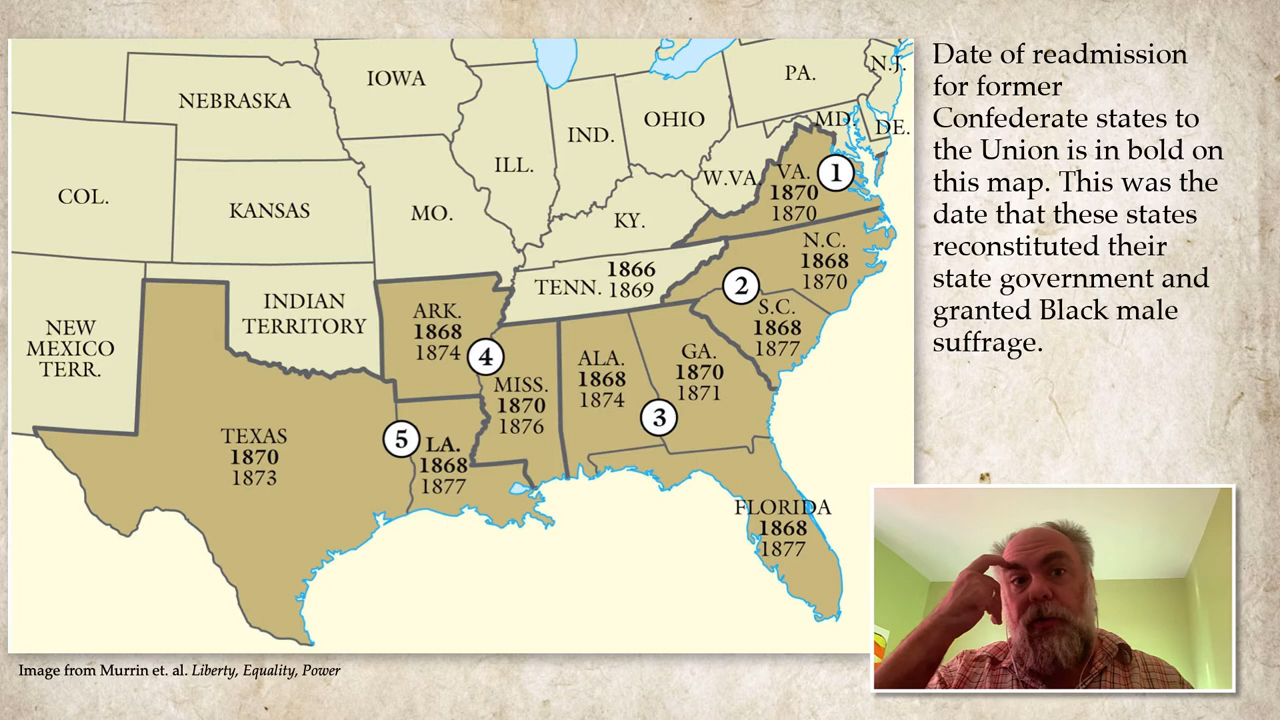 IOWA
NEBRASKA
PA.
N.J.
OHIO
IND.
MD.
DE.
ILL.
COL.
KANSAS
MO.
KY.
W.VA.
VA.
1870
1870
1
N.C.
1868
1870
TENN.
1866
1869
2
S.C.
1868
1877
INDIAN
TERRITORY
NEW
MEXICO
TERR.
ARK.
1868
1874
4
MISS.
1870
1876
ALA.
1868
1874
GA.
1870
1871
3
TEXAS
1870
1873
5
LA.
1868
1877
FLORIDA
1868
1877
Date of readmission
for former
Confederate states to
the Union is in bold on
this map. This was the
date that these states
reconstituted their
state government and
granted Black male
suffrage.
Image from Murrin et. al. Liberty, Equality, Power